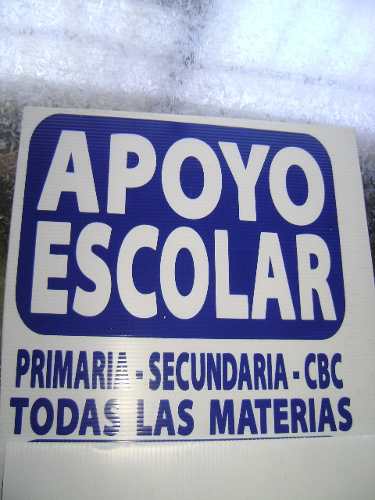 APOYO
ESCOLAR
PRIMARIA - SECUNDARIA - CBC
TODAS LAS MATERIAS